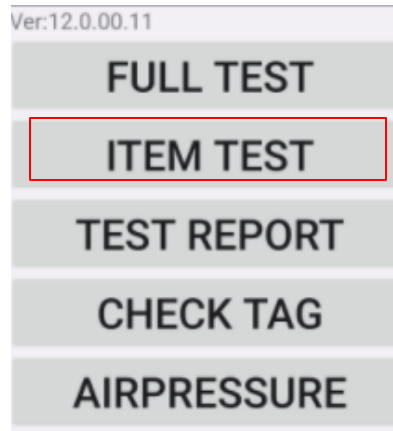 Ver:12.0.00.11
FULL TEST
ITEM TEST
TEST REPORT
CHECK TAG
AIRPRESSURE